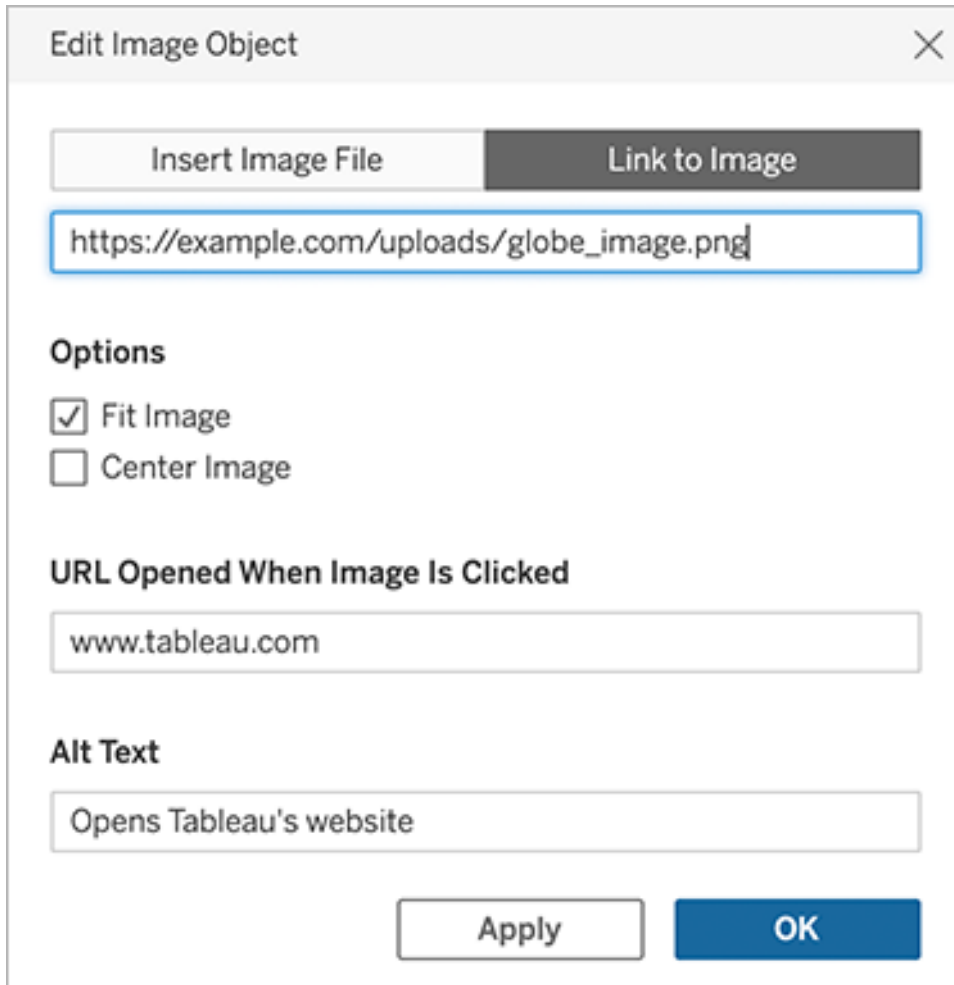 Edit Image Object
Insert Image File Link to Image
https://example.com/uploads/globe_image.png
Options
Fit Image
Center Image
URL Opened When Image Is Clicked
www.tableau.com
Alt Text
Opens Tableau's website
Apply OK